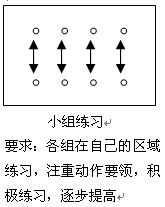 小组练习
要求：各组在自己的区域
练习，注重动作要领，积
极练习，逐步提高